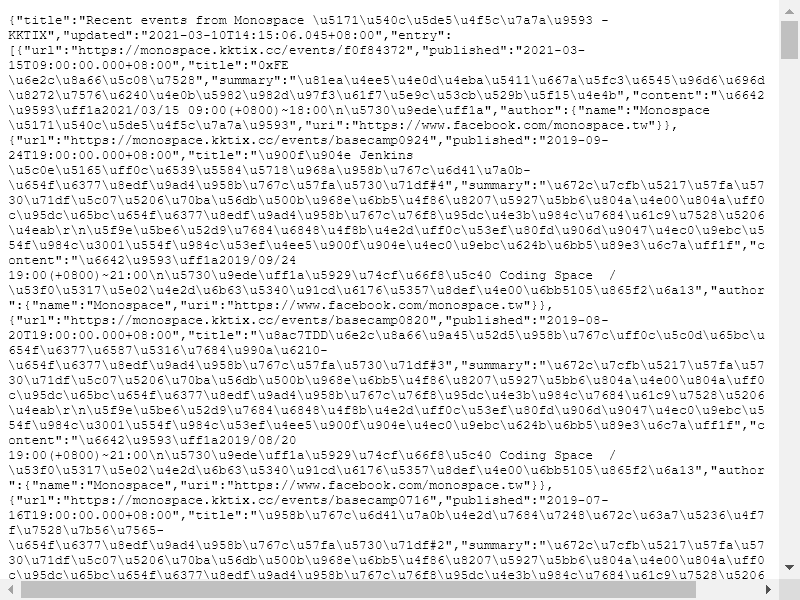 {"title":"Recent events from Monospace \u5171\u540c\u5de5\u4f5c\u7a7a\u9593 -
KKTIX","updated":"2021-03-10T14:15:06.045+08:00","entry":
[{"url":"https://monospace.kktix.cc/events/f0f84372","published":"2021-03-
15T09:00:00.000+08:00","title":"0xFE
\u6e2c\u8a66\u5c08\u7528","summary":"\u81ea\u4ee5\u4e0d\u4eba\u5411\u667a\u5fc3\u6545\u96d6\u696d
\u8272\u7576\u6240\u4e0b\u5982\u982d\u97f3\u61f7\u5e9c\u53cb\u529b\u5f15\u4e4b","content":"\u6642
\u9593\uff1a2021/03/15 09:00(+0800)~18:00\n\u5730\u9ede\uff1a","author":{"name":"Monospace
\u5171\u540c\u5de5\u4f5c\u7a7a\u9593","uri":"https://www.facebook.com/monospace.tw"}},
{"url":"https://monospace.kktix.cc/events/basecamp0924","published":"2019-09-
24T19:00:00.000+08:00","title":"\u900f\u904e Jenkins
\u5c0e\u5165\uff0c\u6539\u5584\u5718\u968a\u958b\u767c\u6d41\u7a0b-
\u654f\u6377\u8edf\u9ad4\u958b\u767c\u57fa\u5730\u71df#4","summary":"\u672c\u7cfb\u5217\u57fa\u57
30\u71df\u5c07\u5206\u70ba\u56db\u500b\u968e\u6bb5\u4f86\u8207\u5927\u5bb6\u804a\u4e00\u804a\uff0
c\u95dc\u65bc\u654f\u6377\u8edf\u9ad4\u958b\u767c\u76f8\u95dc\u4e3b\u984c\u7684\u61c9\u7528\u5206
\u4eab\r\n\u5f9e\u5be6\u52d9\u7684\u6848\u4f8b\u4e2d\uff0c\u53ef\u80fd\u906d\u9047\u4ec0\u9ebc\u5
54f\u984c\u3001\u554f\u984c\u53ef\u4ee5\u900f\u904e\u4ec0\u9ebc\u624b\u6bb5\u89e3\u6c7a\uff1f","c
ontent":"\u6642\u9593\uff1a2019/09/24
19:00(+0800)~21:00\n\u5730\u9ede\uff1a\u5929\u74cf\u66f8\u5c40 Coding Space  /
\u53f0\u5317\u5e02\u4e2d\u6b63\u5340\u91cd\u6176\u5357\u8def\u4e00\u6bb5105\u865f2\u6a13","author
":{"name":"Monospace","uri":"https://www.facebook.com/monospace.tw"}},
{"url":"https://monospace.kktix.cc/events/basecamp0820","published":"2019-08-
20T19:00:00.000+08:00","title":"\u8ac7TDD\u6e2c\u8a66\u9a45\u52d5\u958b\u767c\uff0c\u5c0d\u65bc\u
654f\u6377\u6587\u5316\u7684\u990a\u6210-
\u654f\u6377\u8edf\u9ad4\u958b\u767c\u57fa\u5730\u71df#3","summary":"\u672c\u7cfb\u5217\u57fa\u57
30\u71df\u5c07\u5206\u70ba\u56db\u500b\u968e\u6bb5\u4f86\u8207\u5927\u5bb6\u804a\u4e00\u804a\uff0
c\u95dc\u65bc\u654f\u6377\u8edf\u9ad4\u958b\u767c\u76f8\u95dc\u4e3b\u984c\u7684\u61c9\u7528\u5206
\u4eab\r\n\u5f9e\u5be6\u52d9\u7684\u6848\u4f8b\u4e2d\uff0c\u53ef\u80fd\u906d\u9047\u4ec0\u9ebc\u5
54f\u984c\u3001\u554f\u984c\u53ef\u4ee5\u900f\u904e\u4ec0\u9ebc\u624b\u6bb5\u89e3\u6c7a\uff1f","c
ontent":"\u6642\u9593\uff1a2019/08/20
19:00(+0800)~21:00\n\u5730\u9ede\uff1a\u5929\u74cf\u66f8\u5c40 Coding Space  /
\u53f0\u5317\u5e02\u4e2d\u6b63\u5340\u91cd\u6176\u5357\u8def\u4e00\u6bb5105\u865f2\u6a13","author
":{"name":"Monospace","uri":"https://www.facebook.com/monospace.tw"}},
{"url":"https://monospace.kktix.cc/events/basecamp0716","published":"2019-07-
16T19:00:00.000+08:00","title":"\u958b\u767c\u6d41\u7a0b\u4e2d\u7684\u7248\u672c\u63a7\u5236\u4f7
f\u7528\u7b56\u7565-
\u654f\u6377\u8edf\u9ad4\u958b\u767c\u57fa\u5730\u71df#2","summary":"\u672c\u7cfb\u5217\u57fa\u57
30\u71df\u5c07\u5206\u70ba\u56db\u500b\u968e\u6bb5\u4f86\u8207\u5927\u5bb6\u804a\u4e00\u804a\uff0
c\u95dc\u65bc\u654f\u6377\u8edf\u9ad4\u958b\u767c\u76f8\u95dc\u4e3b\u984c\u7684\u61c9\u7528\u5206